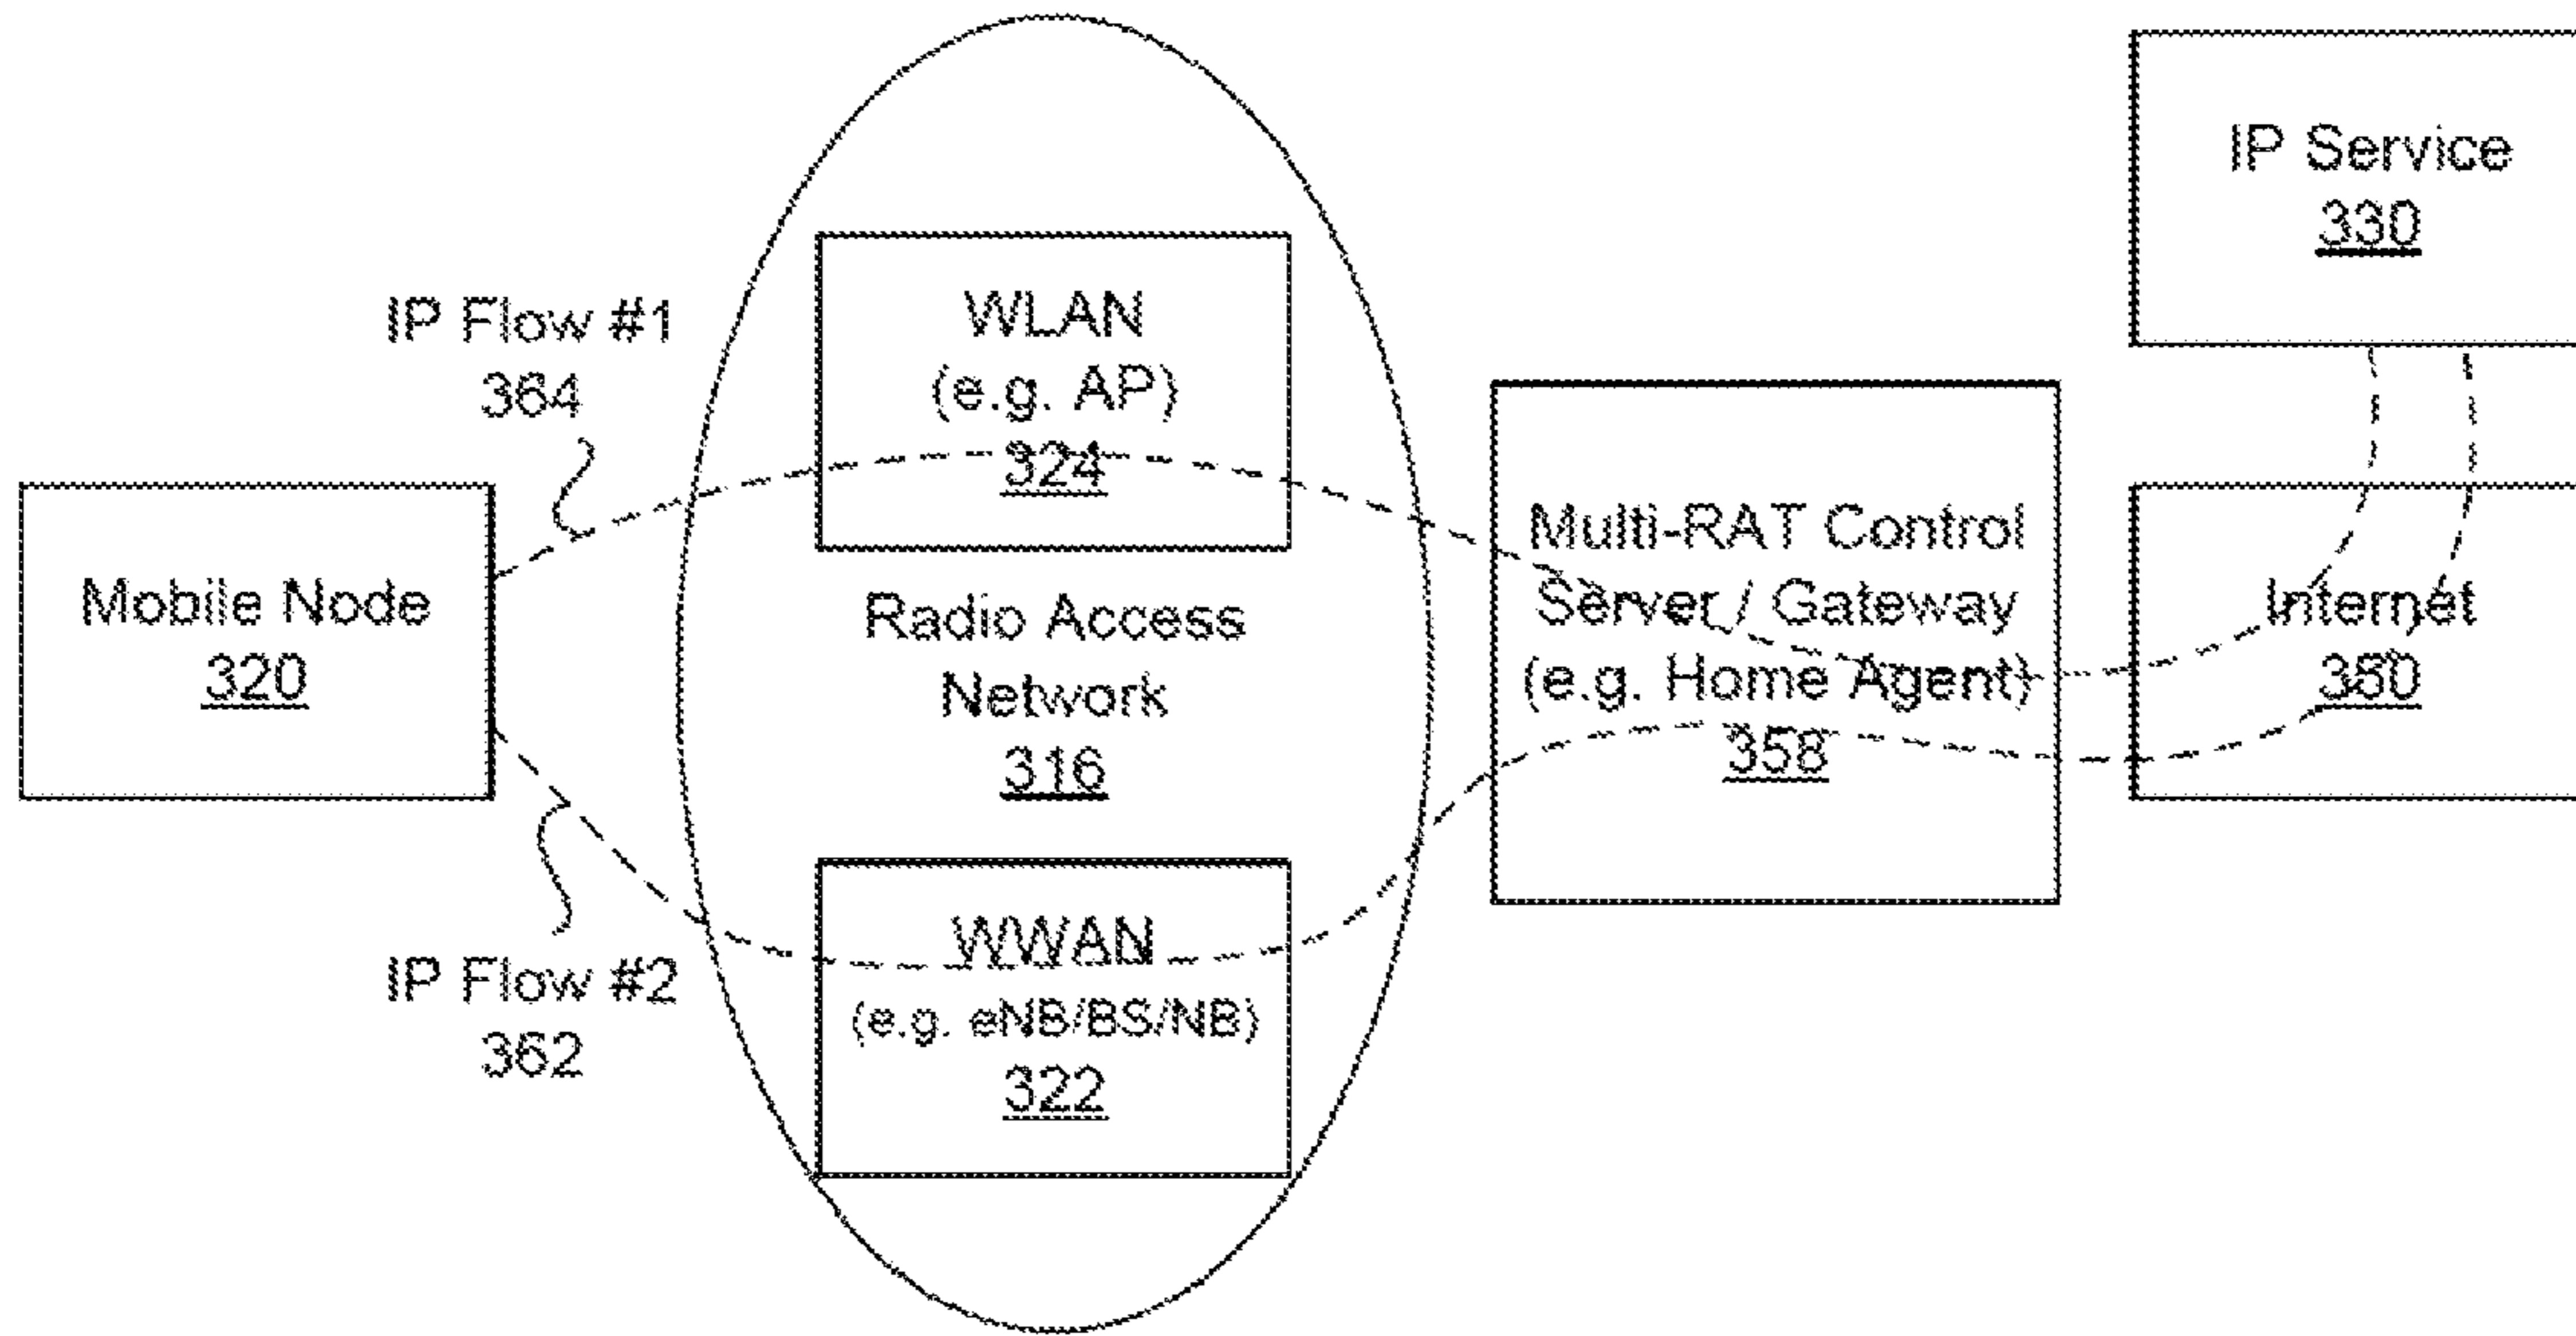 IP Service
330
WLAN
(e.g. AP)
324
IP Flow #1
364
Multi-RAT Control
Server / Gateway
(e.g. Home Agent)
358
Mobile Node
320
Radio Access
Network
316
Internet
350
WWAN
(e.g. eNB/BS/NB)
322
IP Flow #2
362